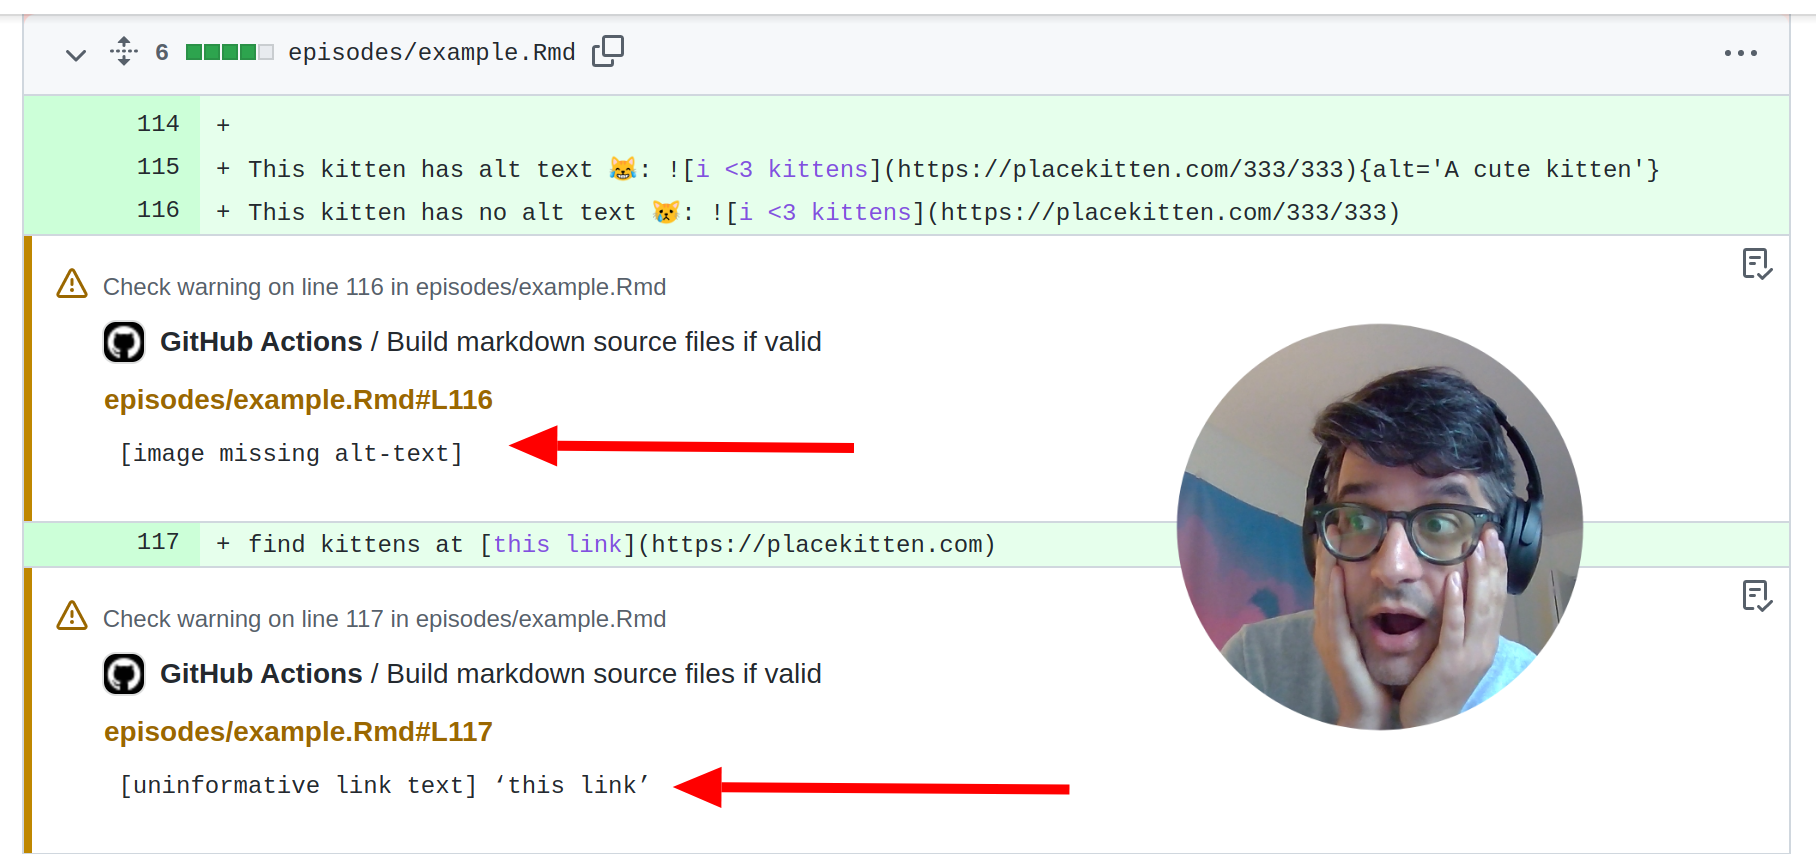 6 episodes/example.Rmd
114 +
115 + This kitten has alt text 😹: ![i <3 kittens](https://placekitten.com/333/333){alt='A cute kitten'}
116 + This kitten has no alt text 😿: ![i <3 kittens](https://placekitten.com/333/333)
Check warning on line 116 in episodes/example.Rmd
GitHub Actions / Build markdown source files if valid
episodes/example.Rmd#L116
[image missing alt-text]
117 + find kittens at [this link](https://placekitten.com)
Check warning on line 117 in episodes/example.Rmd
GitHub Actions / Build markdown source files if valid
episodes/example.Rmd#L117
[uninformative link text] ‘this link’